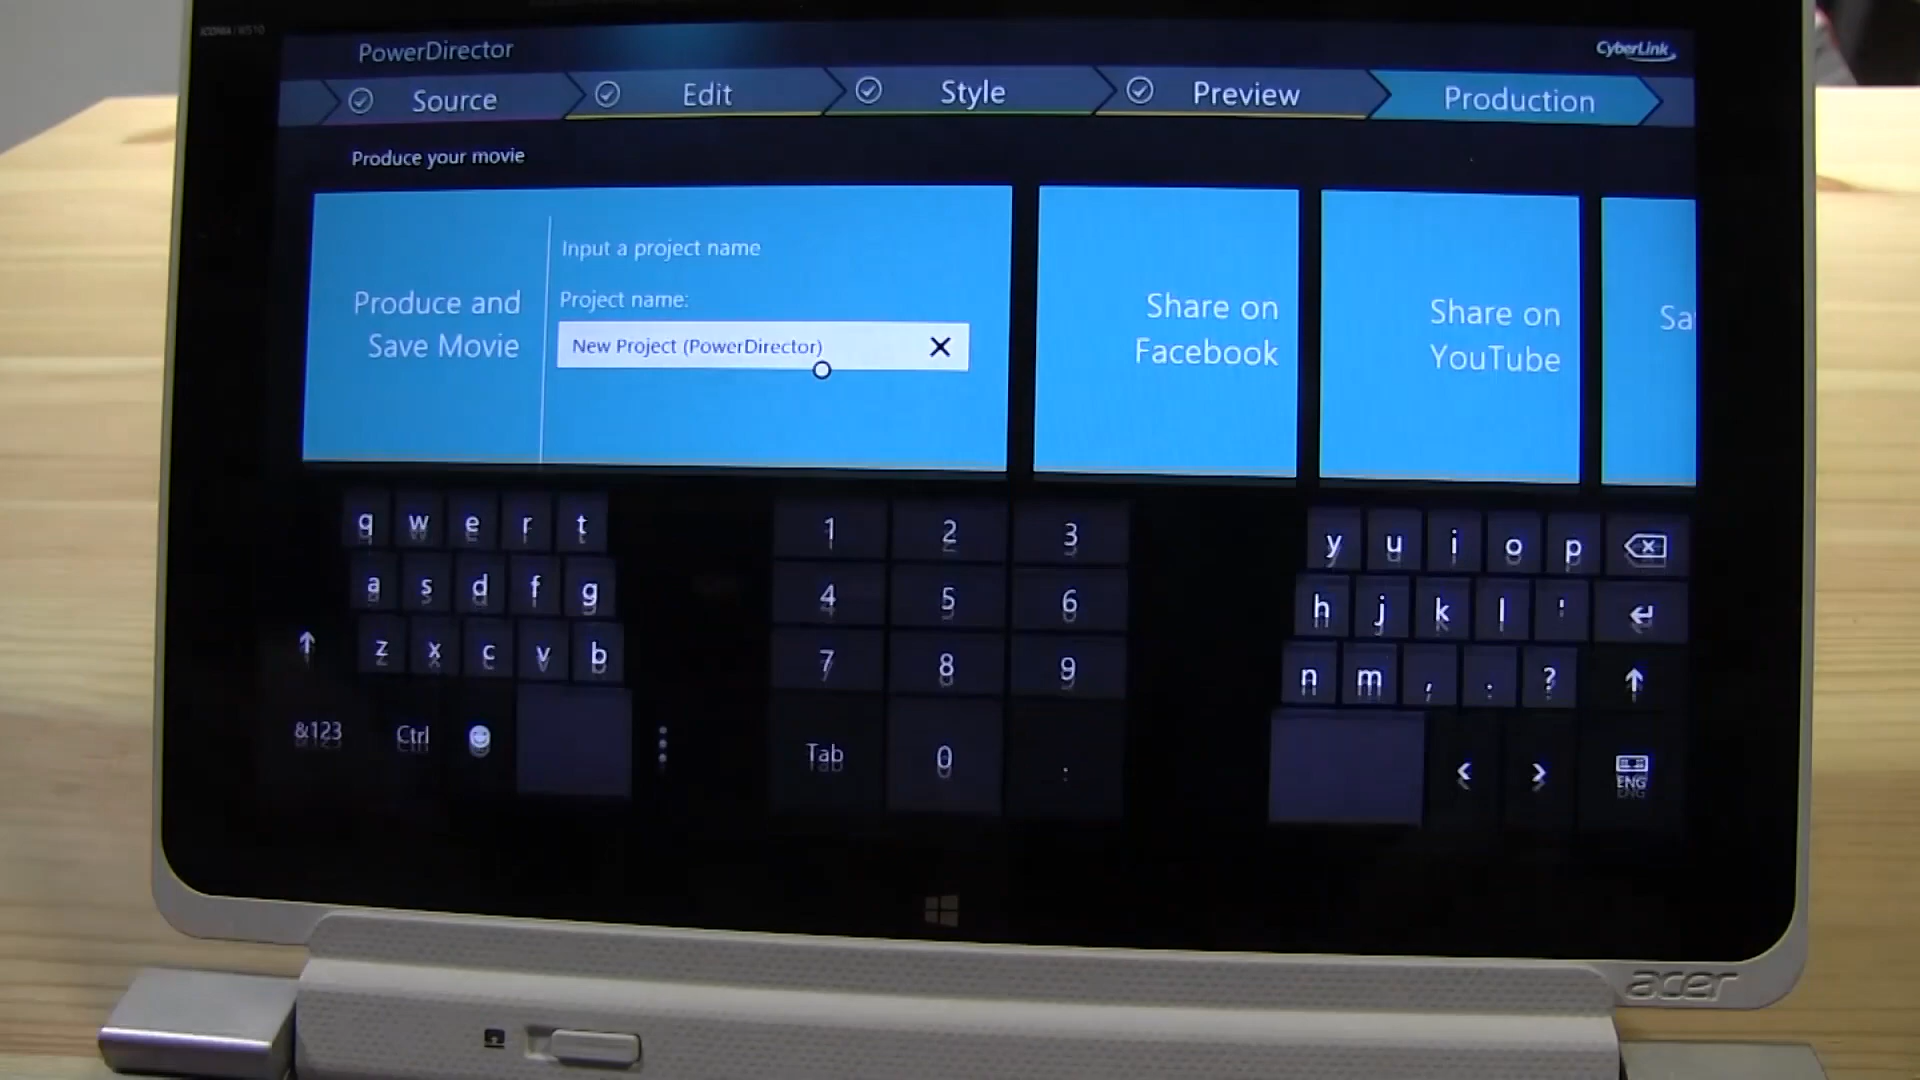 ICONIA W510
PowerDirector
CyberLink
Source
Edit
Style
Preview
Production
Produce your movie
Produce and
Save Movie
Input a project name
Project name:
New Project (PowerDirector)
Share on
Facebook
Share on
YouTube
Sa
q w e r t
1 2 3
y u i o p
a s d f g
4 5 6
h j k l '
z x c v b
7 8 9
n m , . ?
&123 Ctrl
Tab 0 .
< >
ENG
acer